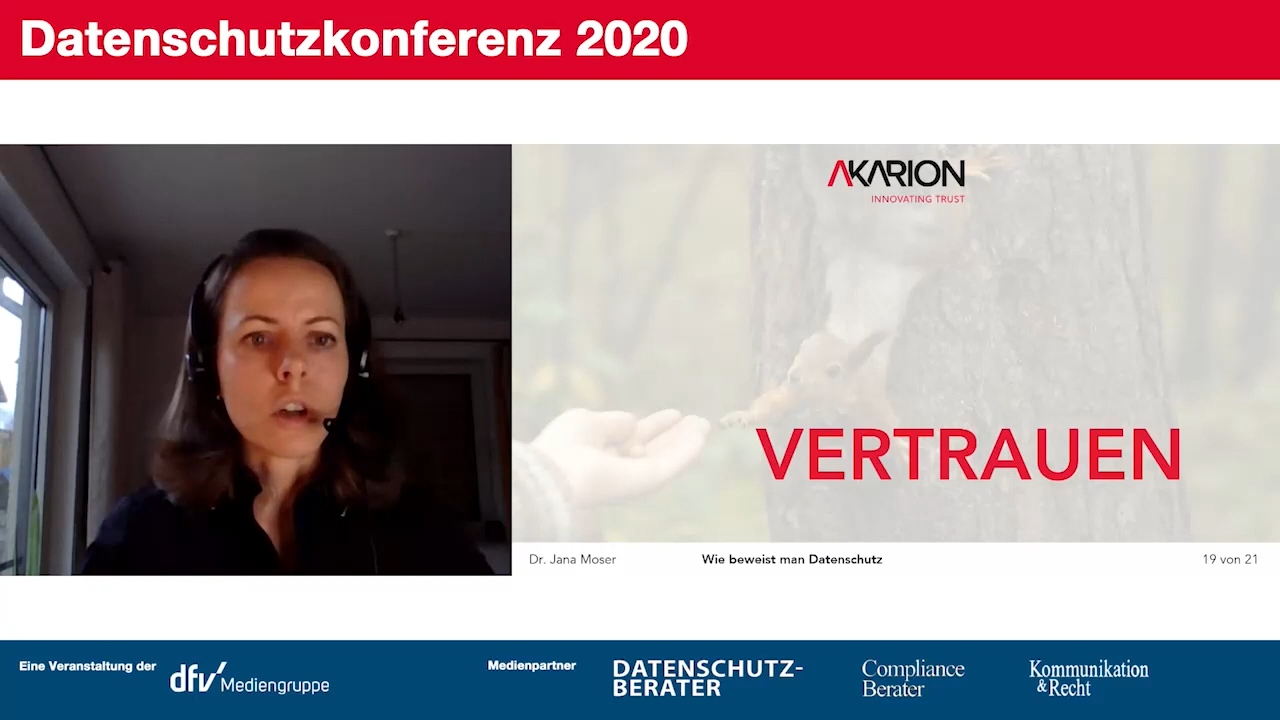 Datenschutzkonferenz 2020
AKARION
INNOVATING TRUST
VERTRAUEN
Dr. Jana Moser
Wie beweist man Datenschutz
19 von 21
Eine Veranstaltung der
dfv Mediengruppe
Medienpartner
DATENSCHUTZ-
BERATER
Compliance
Berater
Kommunikation
& Recht